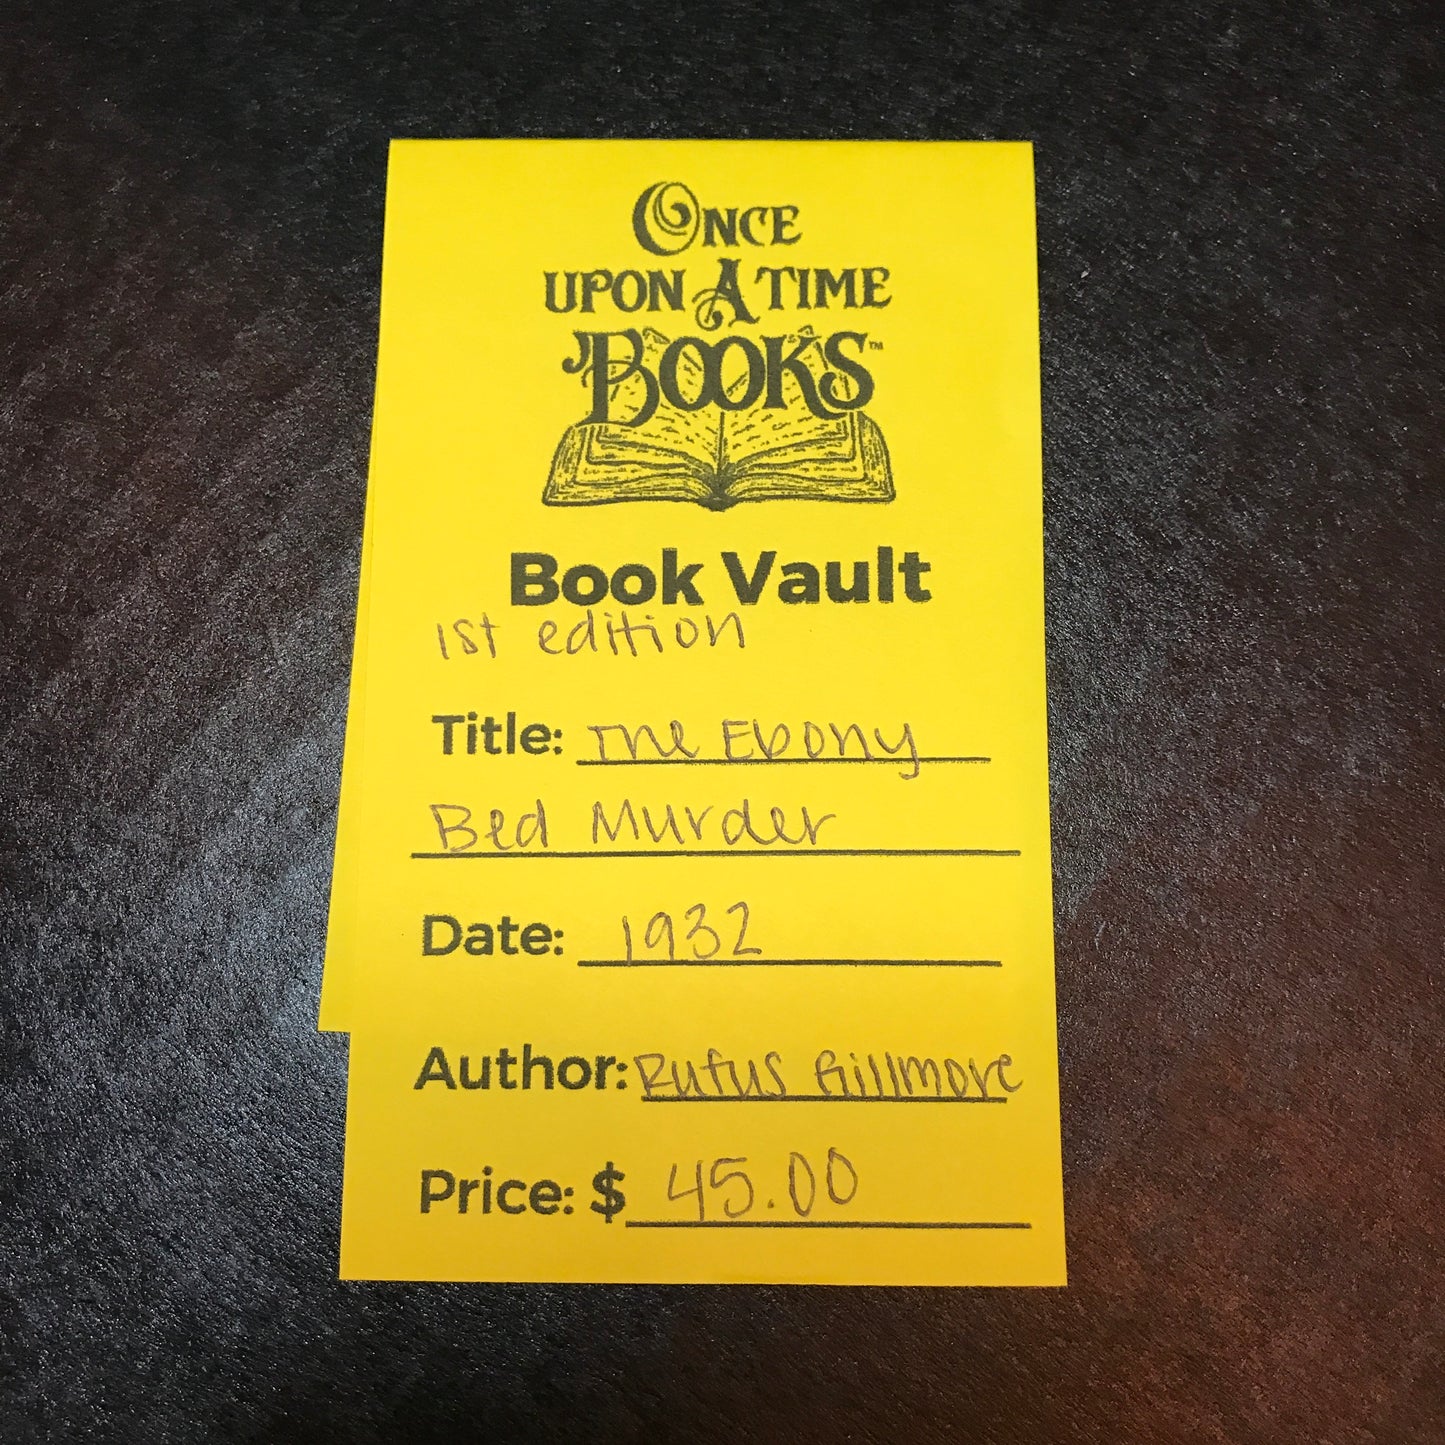 ONCE
UPON A TIME
BOOKS™
Book Vault
1st edition
Title: The Ebony
Bed Murder
Date: 1932
Author: Rufus Gillmore
Price: $ 45.00